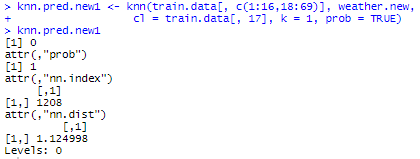 > knn.pred.new1 <- knn(train.data[, c(1:16,18:69)], weather.new,
+                      cl = train.data[, 17], k = 1, prob = TRUE)
> knn.pred.new1
[1] 0
attr(,"prob")
[1] 1
attr(,"nn.index")
     [,1]
[1,] 1208
attr(,"nn.dist")
         [,1]
[1,] 1.124998
Levels: 0